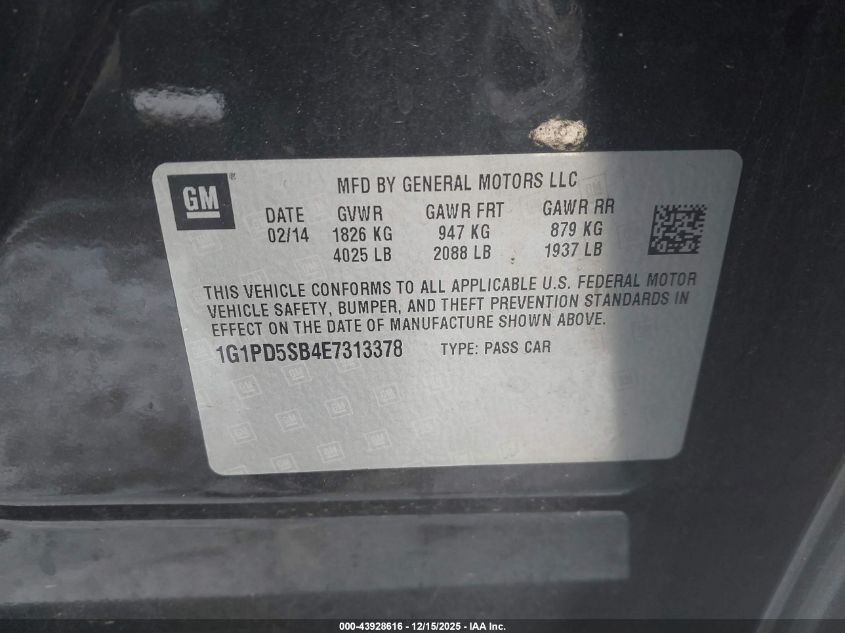 GM
MFD BY GENERAL MOTORS LLC
DATE GVWR GAWR FRT GAWR RR
02/14 1826 KG 947 KG 879 KG
4025 LB 2088 LB 1937 LB
THIS VEHICLE CONFORMS TO ALL APPLICABLE U.S. FEDERAL MOTOR
VEHICLE SAFETY, BUMPER, AND THEFT PREVENTION STANDARDS IN
EFFECT ON THE DATE OF MANUFACTURE SHOWN ABOVE.
1G1PD5SB4E7313378 TYPE: PASS CAR
000-43928616 - 12/15/2025 - IAA Inc.